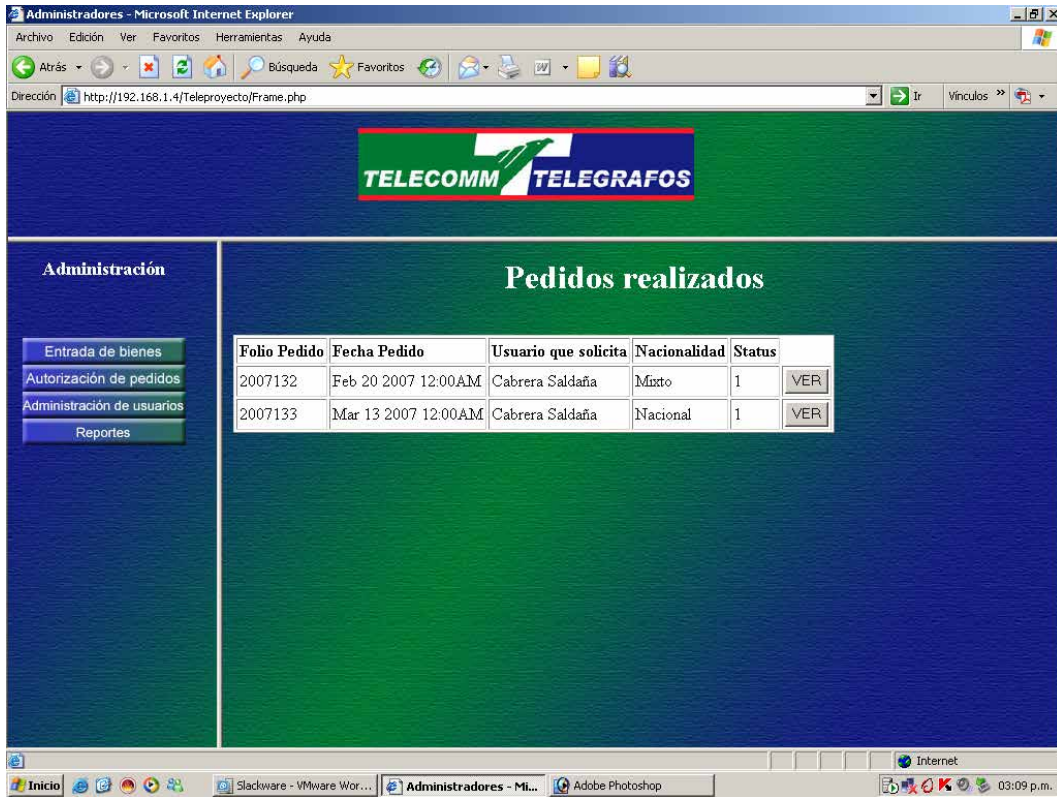 Administradores - Microsoft Internet Explorer
Archivo Edición Ver Favoritos Herramientas Ayuda
Atrás Búsqueda Favoritos
Dirección http://192.168.1.4/Teleproyecto/Frame.php Ir Vínculos »
TELECOMM TELEGRAFOS
Administración
Entrada de bienes
Autorización de pedidos
Administración de usuarios
Reportes
Pedidos realizados
Folio Pedido Fecha Pedido Usuario que solicita Nacionalidad Status
2007132 Feb 20 2007 12:00AM Cabrera Saldaña Mixto 1 VER
2007133 Mar 13 2007 12:00AM Cabrera Saldaña Nacional 1 VER
Internet
Inicio Slackware - VMware Wor... Administradores - Mi... Adobe Photoshop 03:09 p.m.